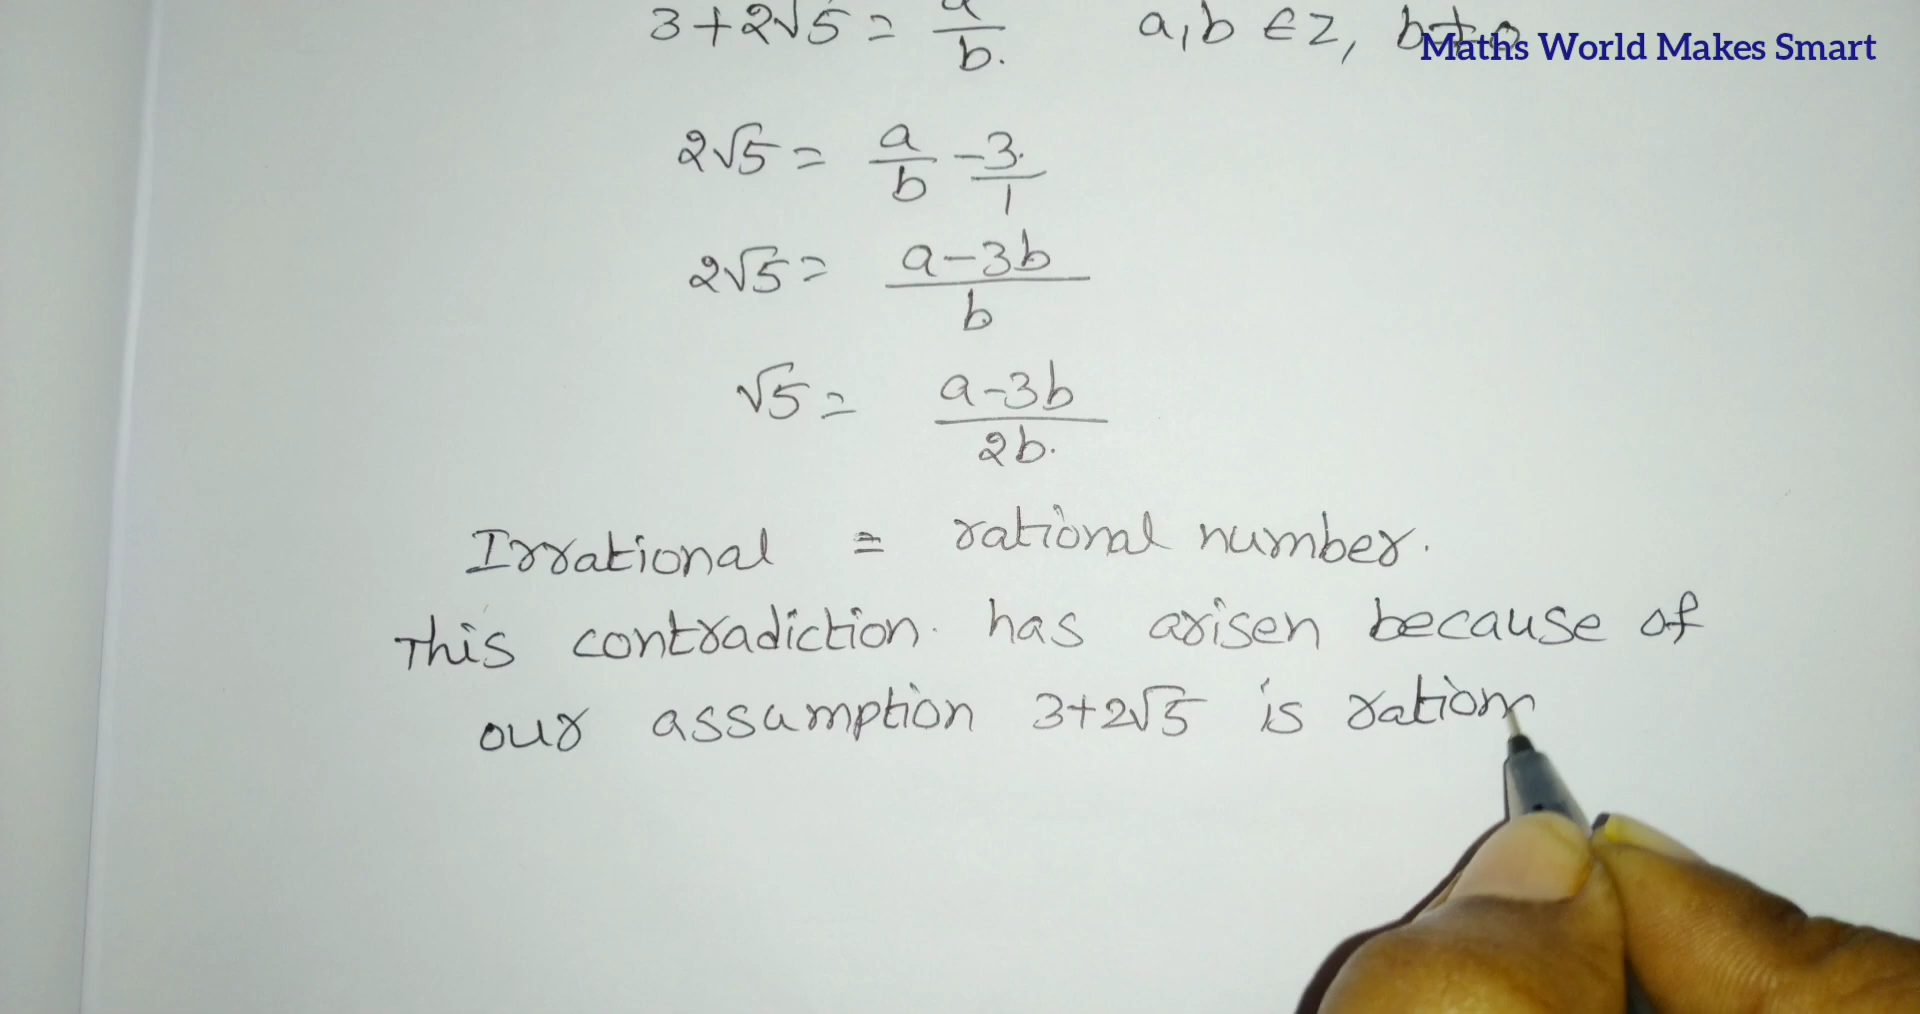 3+2√5 = a/b. a,b ∈ Z, b≠0
Maths World Makes Smart
2√5 = a/b - 3./1
2√5 = a-3b/b
√5 = a-3b/2b.
Irrational = rational number.
This contradiction. has arisen because of
our assumption 3+2√5 is ration